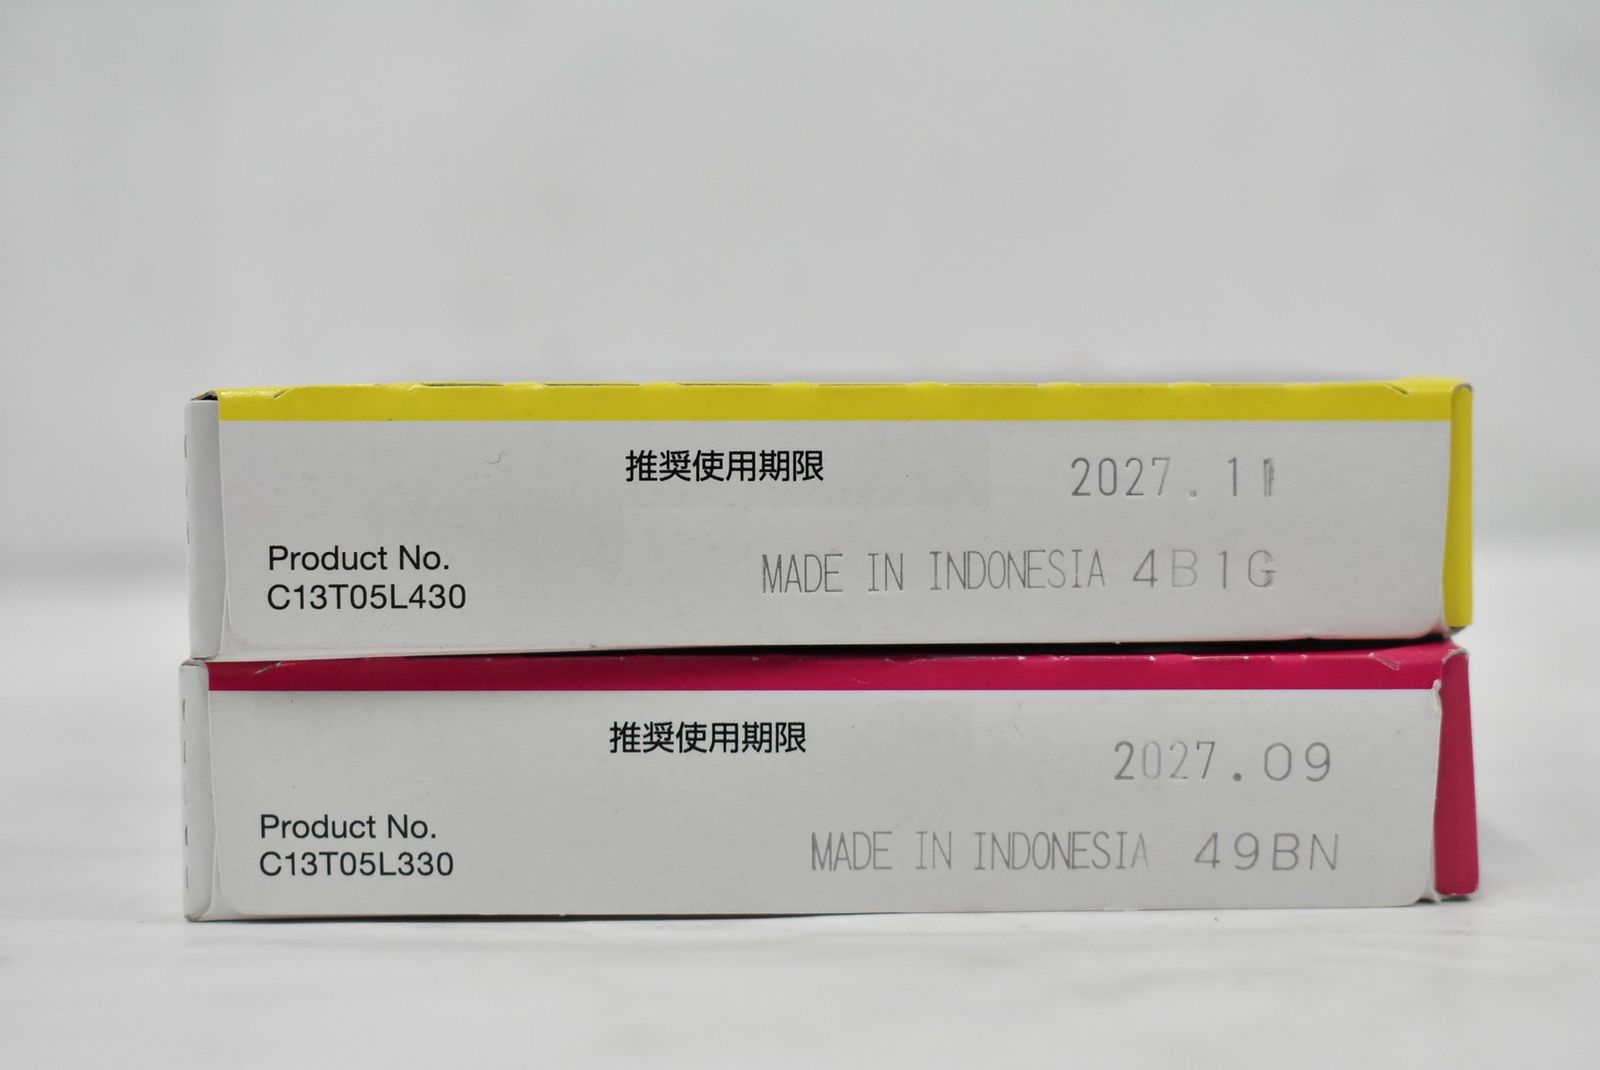 推奨使用期限 2027.11
Product No.
C13T05L430
MADE IN INDONESIA 4B1G
推奨使用期限 2027.09
Product No.
C13T05L330
MADE IN INDONESIA 49BN